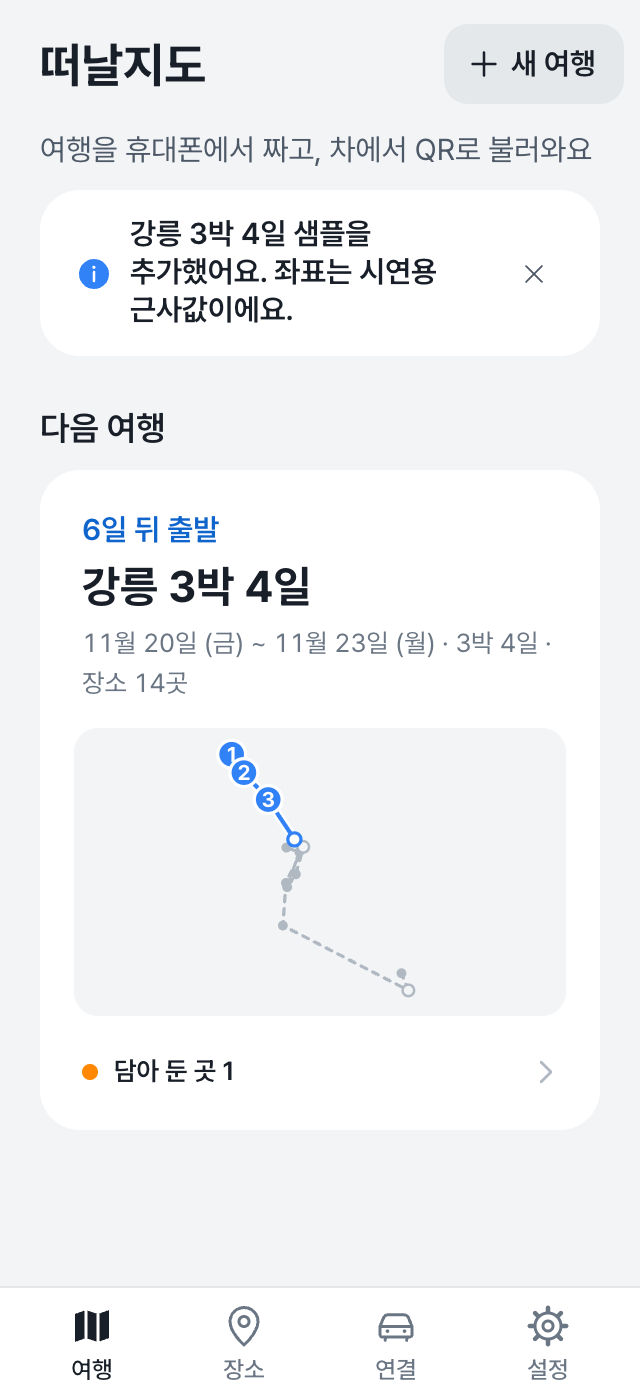 떠날지도
새 여행
여행을 휴대폰에서 짜고, 차에서 QR로 불러와요
강릉 3박 4일 샘플을
추가했어요. 좌표는 시연용
근사값이에요.
다음 여행
6일 뒤 출발
강릉 3박 4일
11월 20일 (금) ~ 11월 23일 (월) · 3박 4일 ·
장소 14곳
1
2
3
담아 둔 곳 1
여행
장소
연결
설정